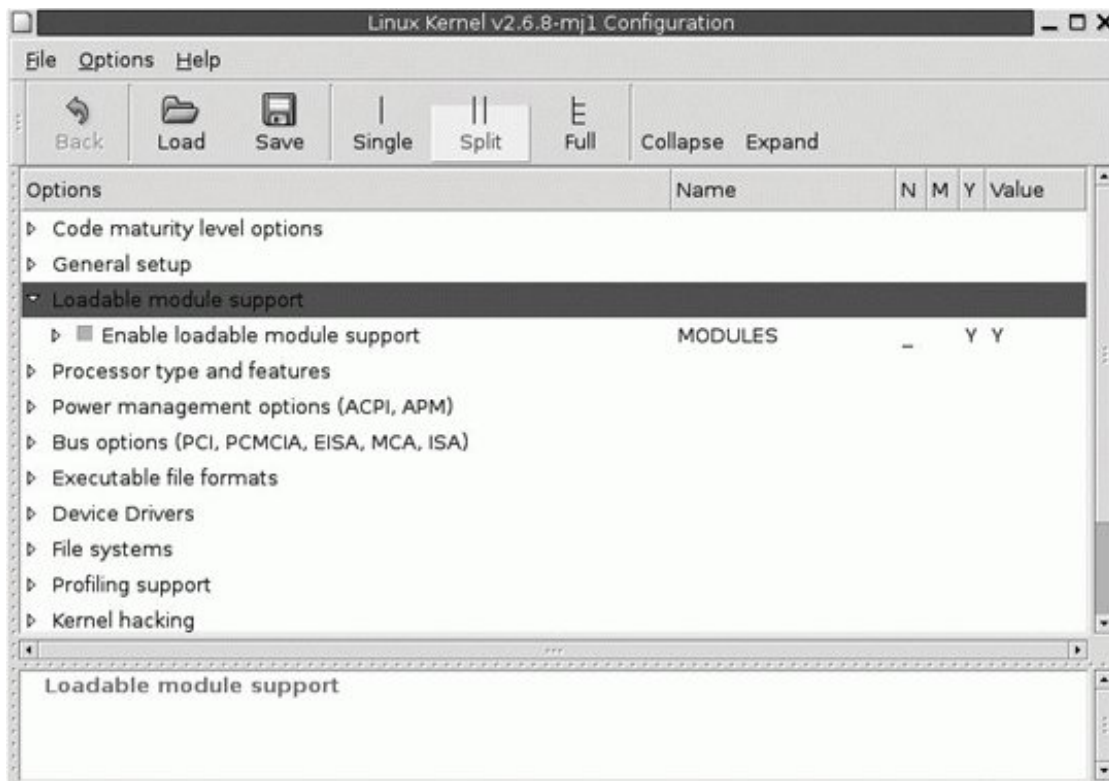 Linux Kernel v2.6.8-mj1 Configuration
File Options Help
Back Load Save Single Split Full Collapse Expand
Options Name N M Y Value
Code maturity level options
General setup
Loadable module support
Enable loadable module support MODULES _ Y Y
Processor type and features
Power management options (ACPI, APM)
Bus options (PCI, PCMCIA, EISA, MCA, ISA)
Executable file formats
Device Drivers
File systems
Profiling support
Kernel hacking
Loadable module support